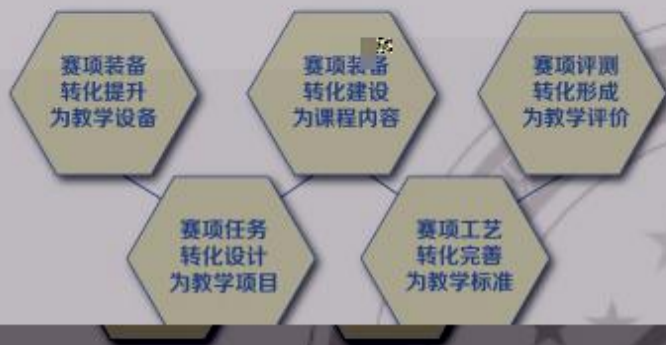 赛项装备
转化提升
为教学设备
赛项装备
转化建设
为课程内容
赛项评测
转化形成
为教学评价
赛项任务
转化设计
为教学项目
赛项工艺
转化完善
为教学标准